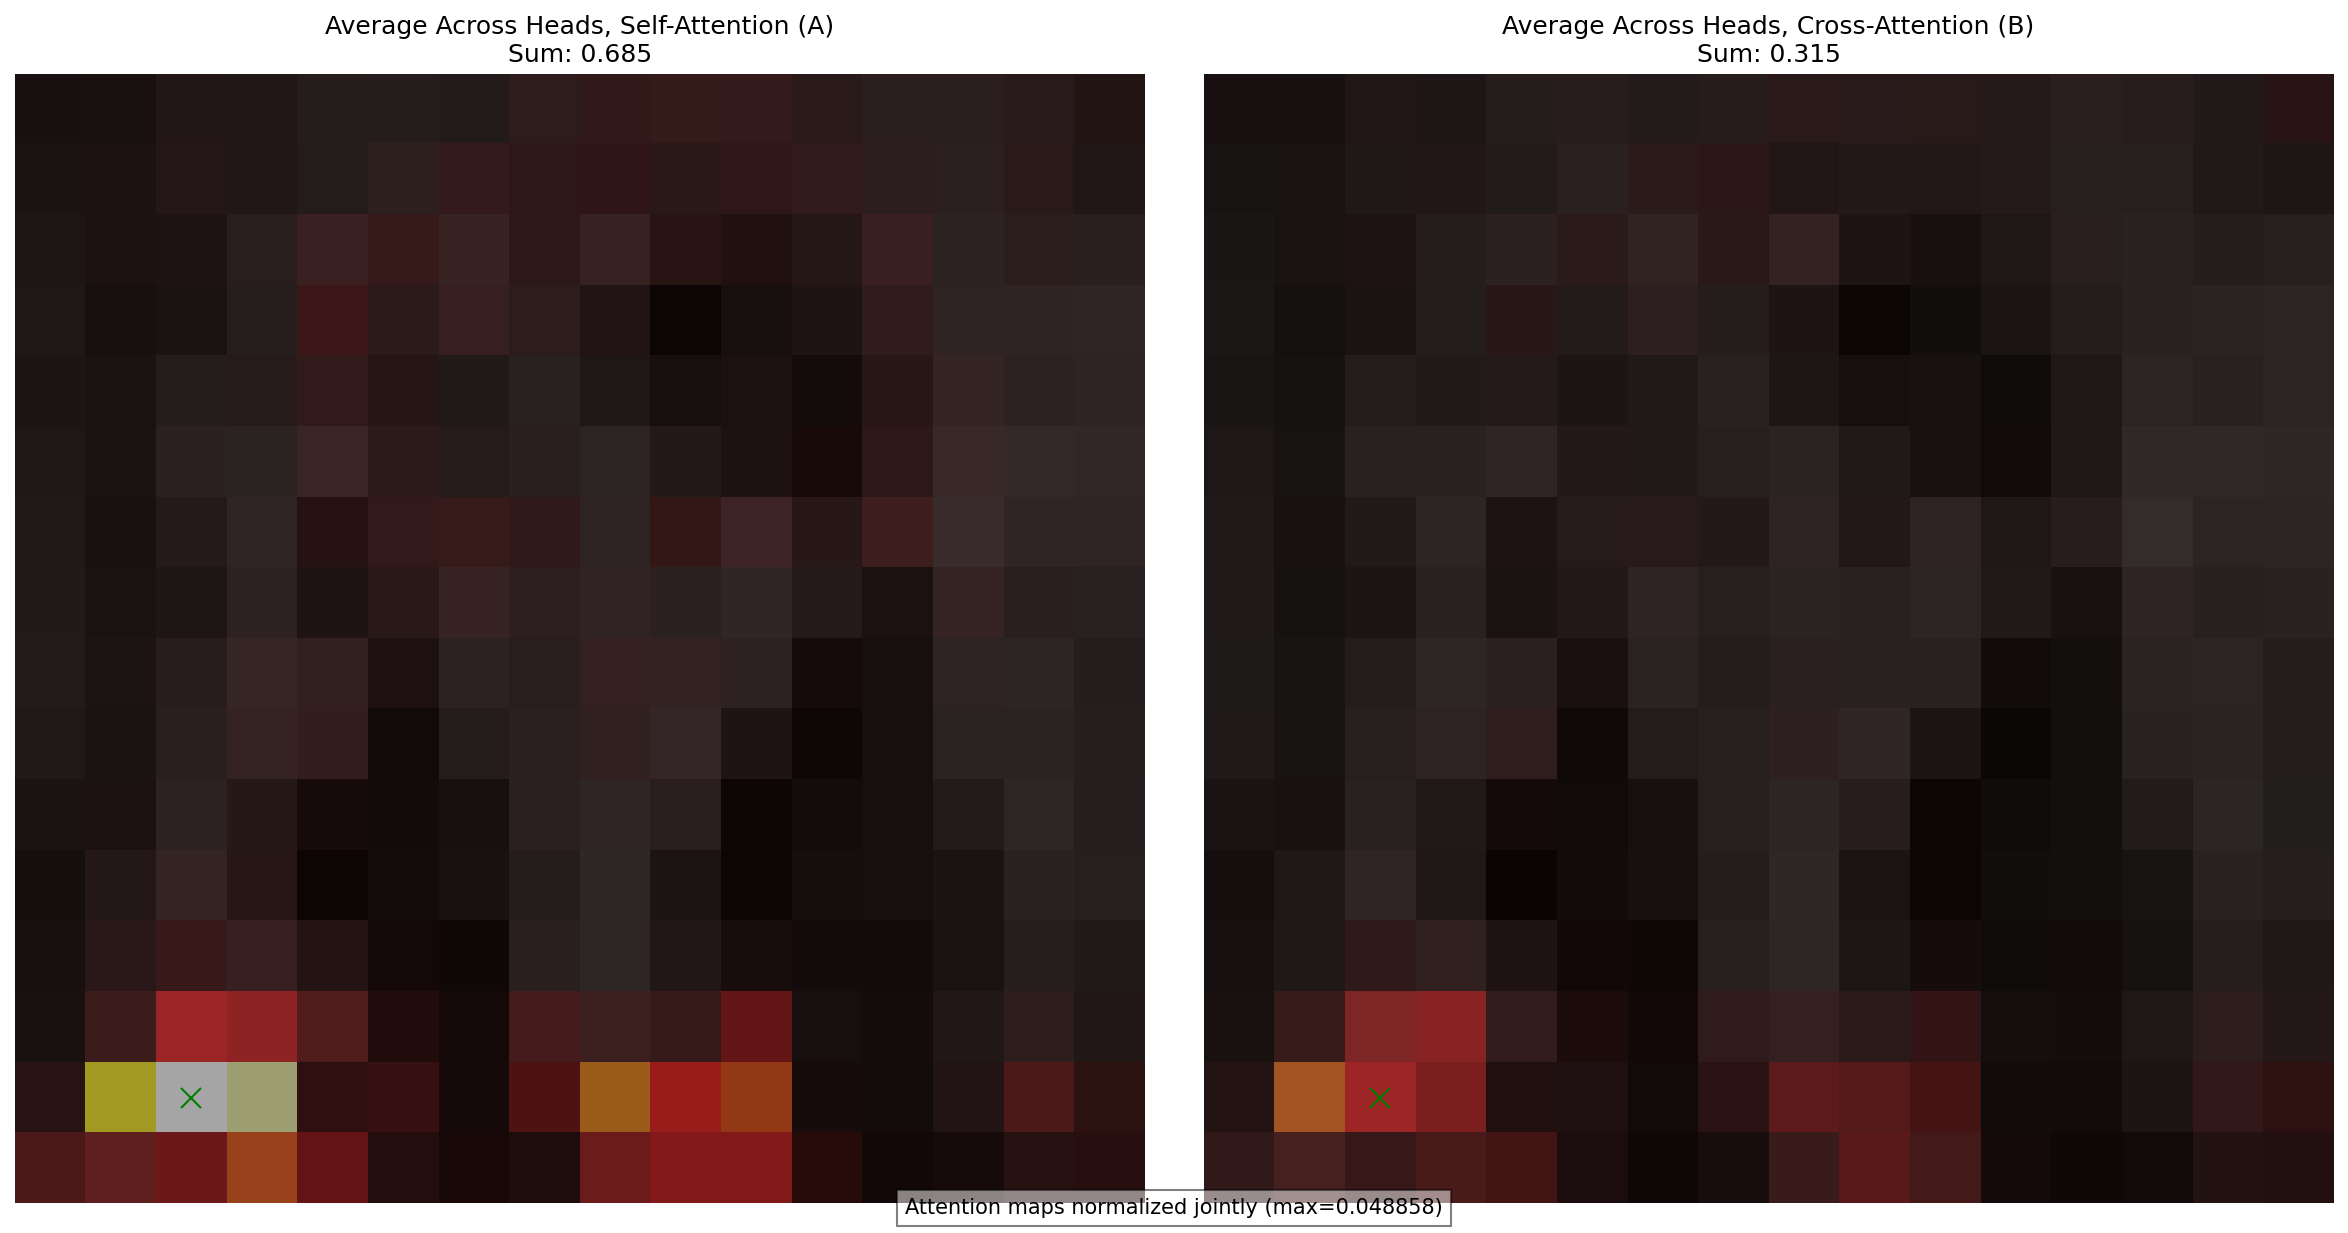 Average Across Heads, Self-Attention (A)
Sum: 0.685
Average Across Heads, Cross-Attention (B)
Sum: 0.315
Attention maps normalized jointly (max=0.048858)